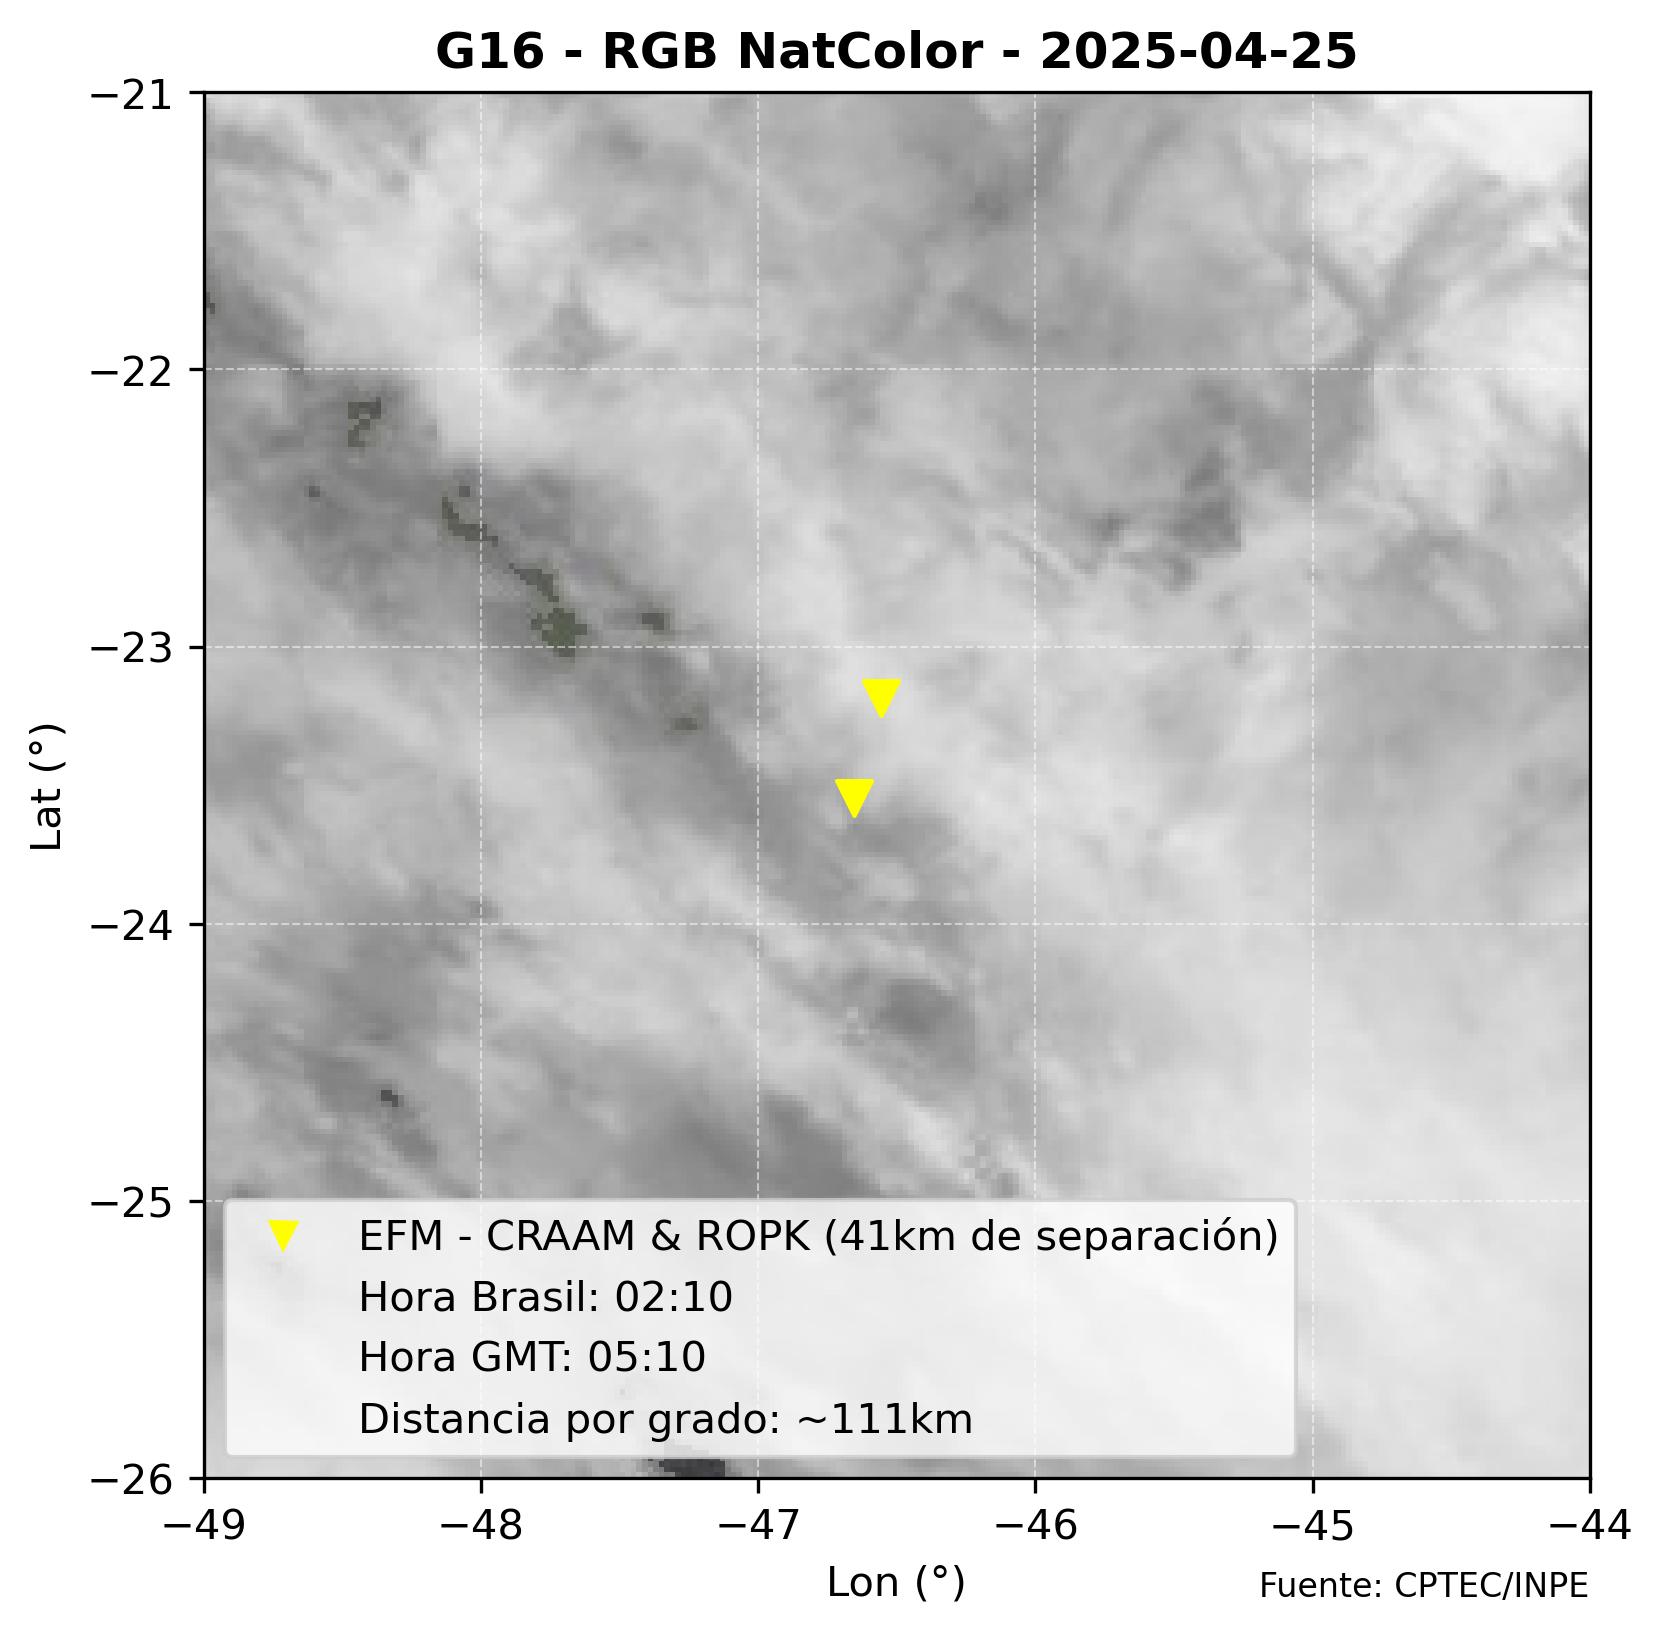 G16 - RGB NatColor - 2025-04-25
−21
−22
−23
−24
−25
−26
Lat (°)
EFM - CRAAM & ROPK (41km de separación)
Hora Brasil: 02:10
Hora GMT: 05:10
Distancia por grado: ~111km
−49 −48 −47 −46 −45 −44
Lon (°)
Fuente: CPTEC/INPE